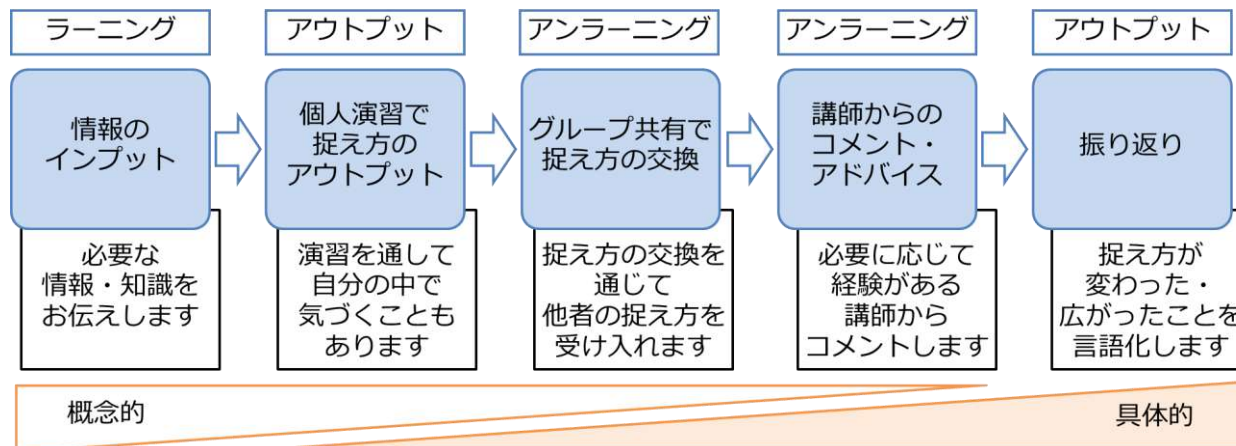 ラーニング
アウトプット
アンラーニング
アンラーニング
アウトプット
情報の
インプット
個人演習で
捉え方の
アウトプット
グループ共有で
捉え方の交換
講師からの
コメント・
アドバイス
振り返り
必要な
情報・知識を
お伝えします
演習を通して
自分の中で
気づくことも
あります
捉え方の交換を
通じて
他者の捉え方を
受け入れます
必要に応じて
経験がある
講師から
コメントします
捉え方が
変わった・
広がったことを
言語化します
概念的
具体的